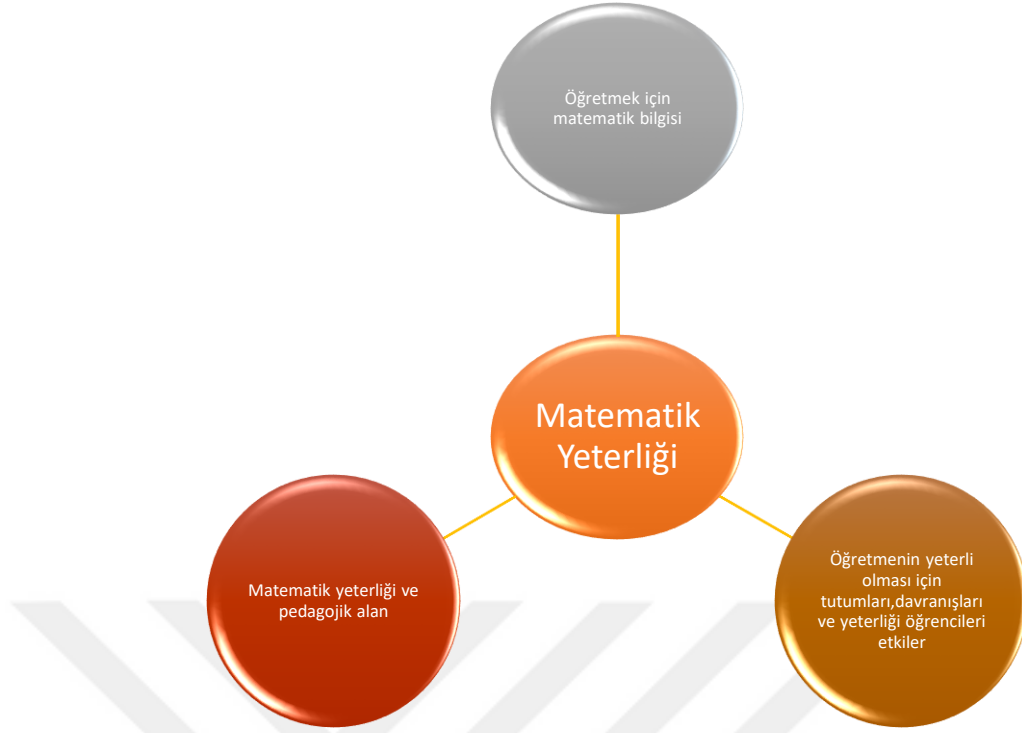 Öğretmek için
matematik bilgisi
Matematik
Yeterliği
Matematik yeterliği ve
pedagojik alan
Öğretmenin yeterli
olması için
tutumları,davranışları
ve yeterliği öğrencileri
etkiler